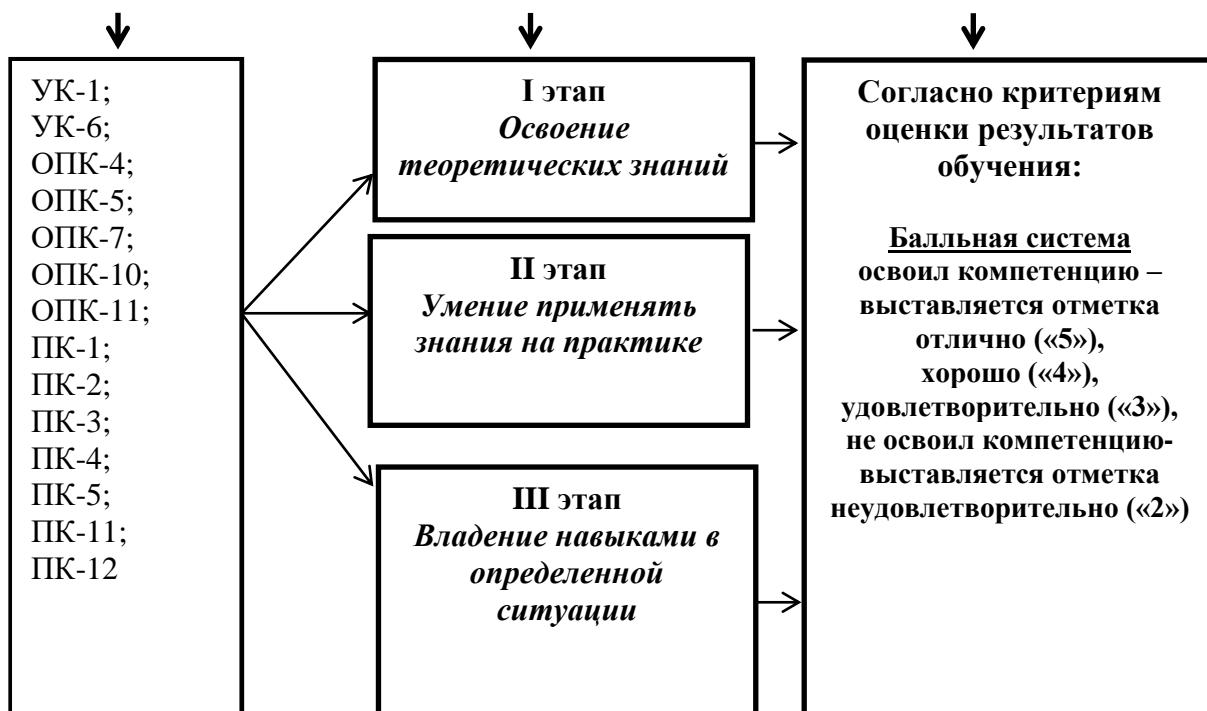 УК-1;
УК-6;
ОПК-4;
ОПК-5;
ОПК-7;
ОПК-10;
ОПК-11;
ПК-1;
ПК-2;
ПК-3;
ПК-4;
ПК-5;
ПК-11;
ПК-12
I этап
Освоение
теоретических знаний
II этап
Умение применять
знания на практике
III этап
Владение навыками в
определенной
ситуации
Согласно критериям
оценки результатов
обучения:
Балльная система
освоил компетенцию –
выставляется отметка
отлично («5»),
хорошо («4»),
удовлетворительно («3»),
не освоил компетенцию-
выставляется отметка
неудовлетворительно («2»)